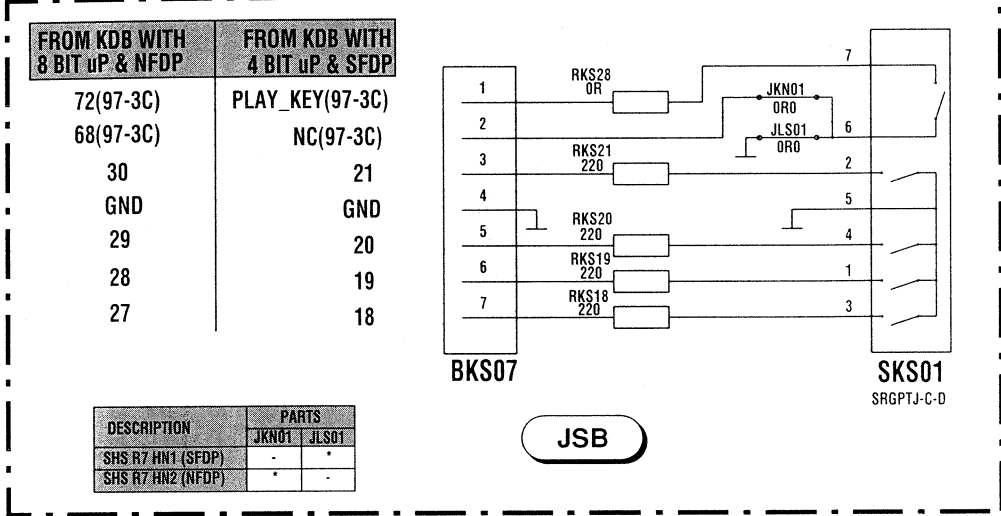 FROM KDB WITH 8 BIT uP & NFDP
FROM KDB WITH 4 BIT uP & SFDP
72(97-3C) PLAY_KEY(97-3C)
68(97-3C) NC(97-3C)
30 21
GND GND
29 20
28 19
27 18
1
2
3
4
5
6
7
BKS07
RKS28
0R
JKN01
0R0
JLS01
0R0
RKS21
220
RKS20
220
RKS19
220
RKS18
220
7
6
2
5
4
1
3
SKS01
SRGPTJ-C-D
DESCRIPTION PARTS
JKN01 JLS01
SHS R7 HN1 (SFDP) - *
SHS R7 HN2 (NFDP) * -
JSB